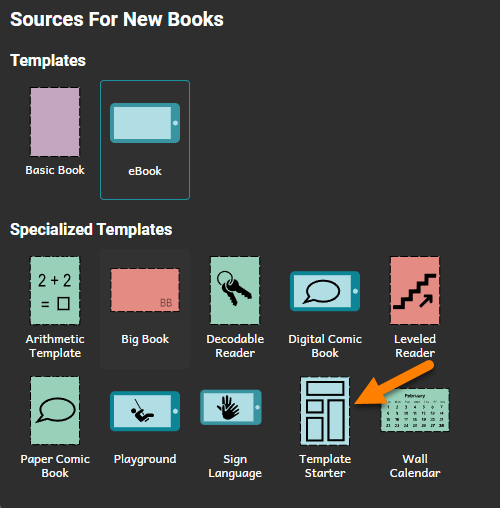 Sources For New Books
Templates
Basic Book
eBook
Specialized Templates
2 + 2
=
BB
Arithmetic
Template
Big Book
Decodable
Reader
Digital Comic
Book
Leveled
Reader
February
Paper Comic
Book
Playground
Sign
Language
Template
Starter
Wall
Calendar